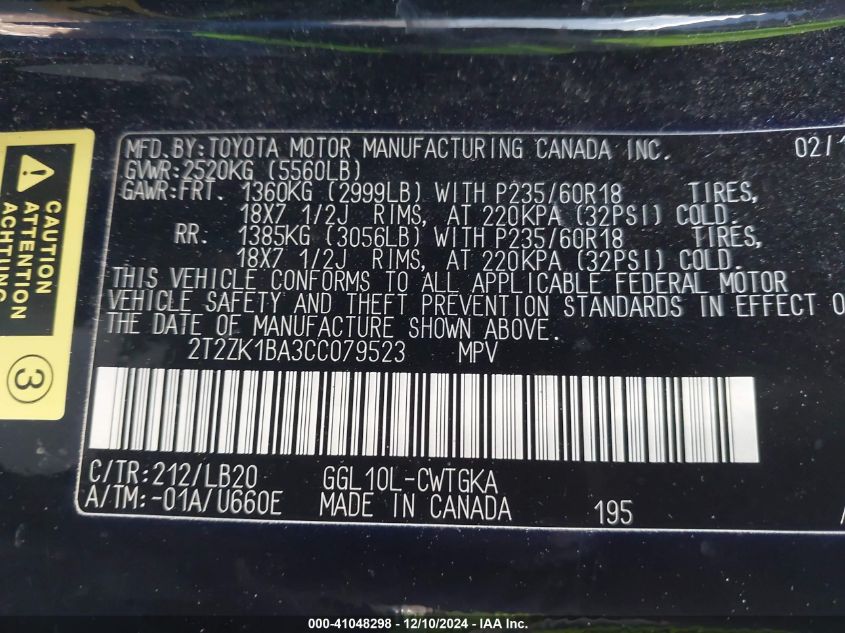 MFD.BY:TOYOTA MOTOR MANUFACTURING CANADA INC. 02/1
GVWR:2520KG (5560LB)
GAWR:FRT. 1360KG (2999LB) WITH P235/60R18 TIRES,
18X7 1/2J RIMS, AT 220KPA (32PSI) COLD.
RR. 1385KG (3056LB) WITH P235/60R18 TIRES,
18X7 1/2J RIMS, AT 220KPA (32PSI) COLD.
THIS VEHICLE CONFORMS TO ALL APPLICABLE FEDERAL MOTOR
VEHICLE SAFETY AND THEFT PREVENTION STANDARDS IN EFFECT O
THE DATE OF MANUFACTURE SHOWN ABOVE.
2T2ZK1BA3CC079523 MPV
C/TR:212/LB20 GGL10L-CWTGKA
A/TM:-01A/U660E MADE IN CANADA 195
CAUTION
ATTENTION
ACHTUNG
3
000-41048298 - 12/10/2024 - IAA Inc.